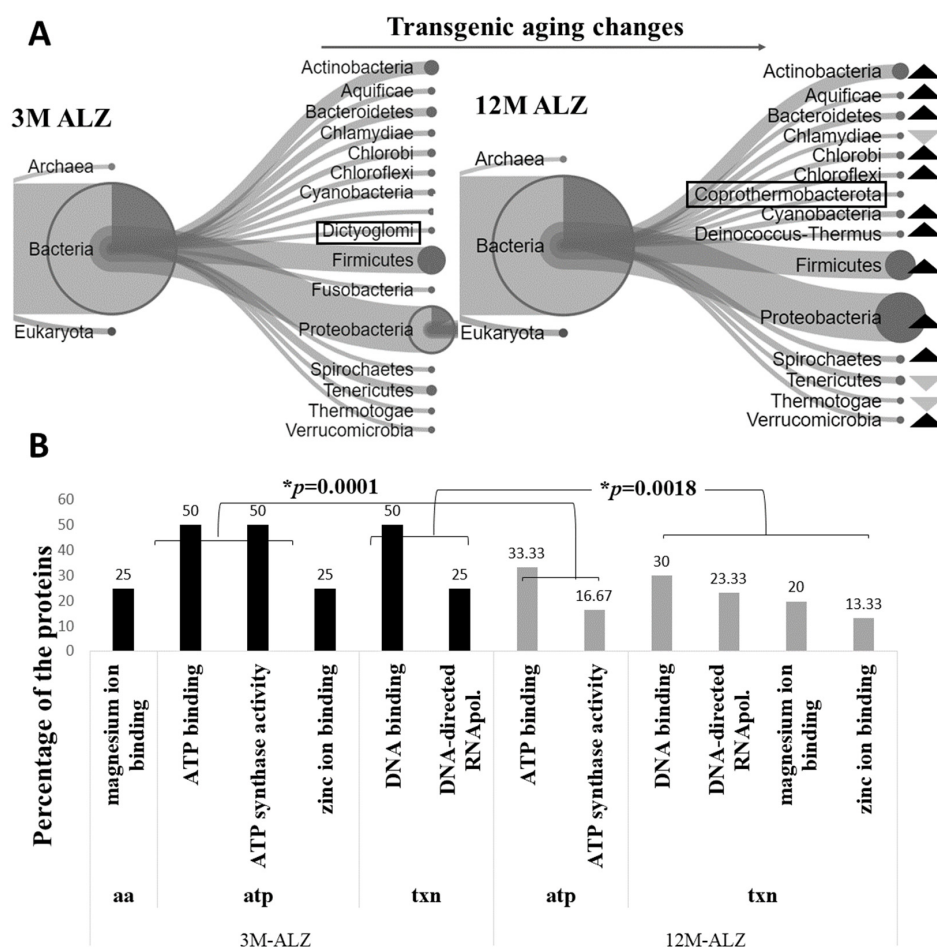 A
Transgenic aging changes
3M ALZ
Archaea
Bacteria
Eukaryota
Actinobacteria
Aquificae
Bacteroidetes
Chlamydiae
Chlorobi
Chloroflexi
Cyanobacteria
Dictyoglomi
Firmicutes
Fusobacteria
Proteobacteria
Spirochaetes
Tenericutes
Thermotogae
Verrucomicrobia
12M ALZ
Archaea
Bacteria
Eukaryota
Actinobacteria
Aquificae
Bacteroidetes
Chlamydiae
Chlorobi
Chloroflexi
Coprothermobacterota
Cyanobacteria
Deinococcus-Thermus
Firmicutes
Proteobacteria
Spirochaetes
Tenericutes
Thermotogae
Verrucomicrobia
B
Percentage of the proteins
60
50
40
30
20
10
0
*p=0.0001
*p=0.0018
25
50
50
25
50
25
33.33
16.67
30
23.33
20
13.33
magnesium ion
binding
ATP binding
ATP synthase activity
zinc ion binding
DNA binding
DNA-directed
RNApol.
ATP binding
ATP synthase activity
DNA binding
DNA-directed
RNApol.
magnesium ion
binding
zinc ion binding
aa
atp
txn
atp
txn
3M-ALZ
12M-ALZ